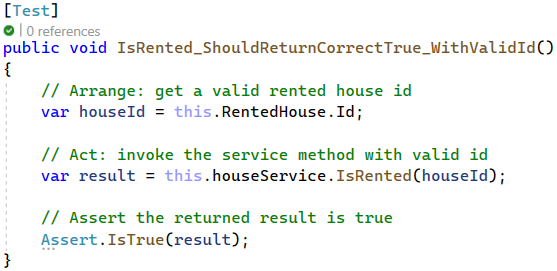 [Test]
| 0 references
public void IsRented_ShouldReturnCorrectTrue_WithValidId()
{
    // Arrange: get a valid rented house id
    var houseId = this.RentedHouse.Id;

    // Act: invoke the service method with valid id
    var result = this.houseService.IsRented(houseId);

    // Assert the returned result is true
    Assert.IsTrue(result);
}